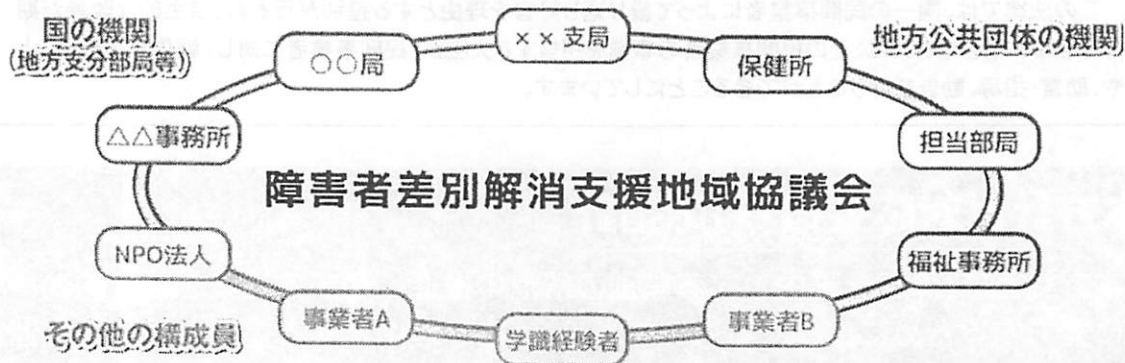 国の機関
(地方支分部局等)
○○局
××支局
保健所
地方公共団体の機関
△△事務所
担当部局
障害者差別解消支援地域協議会
NPO法人
福祉事務所
事業者A
学識経験者
事業者B
その他の構成員